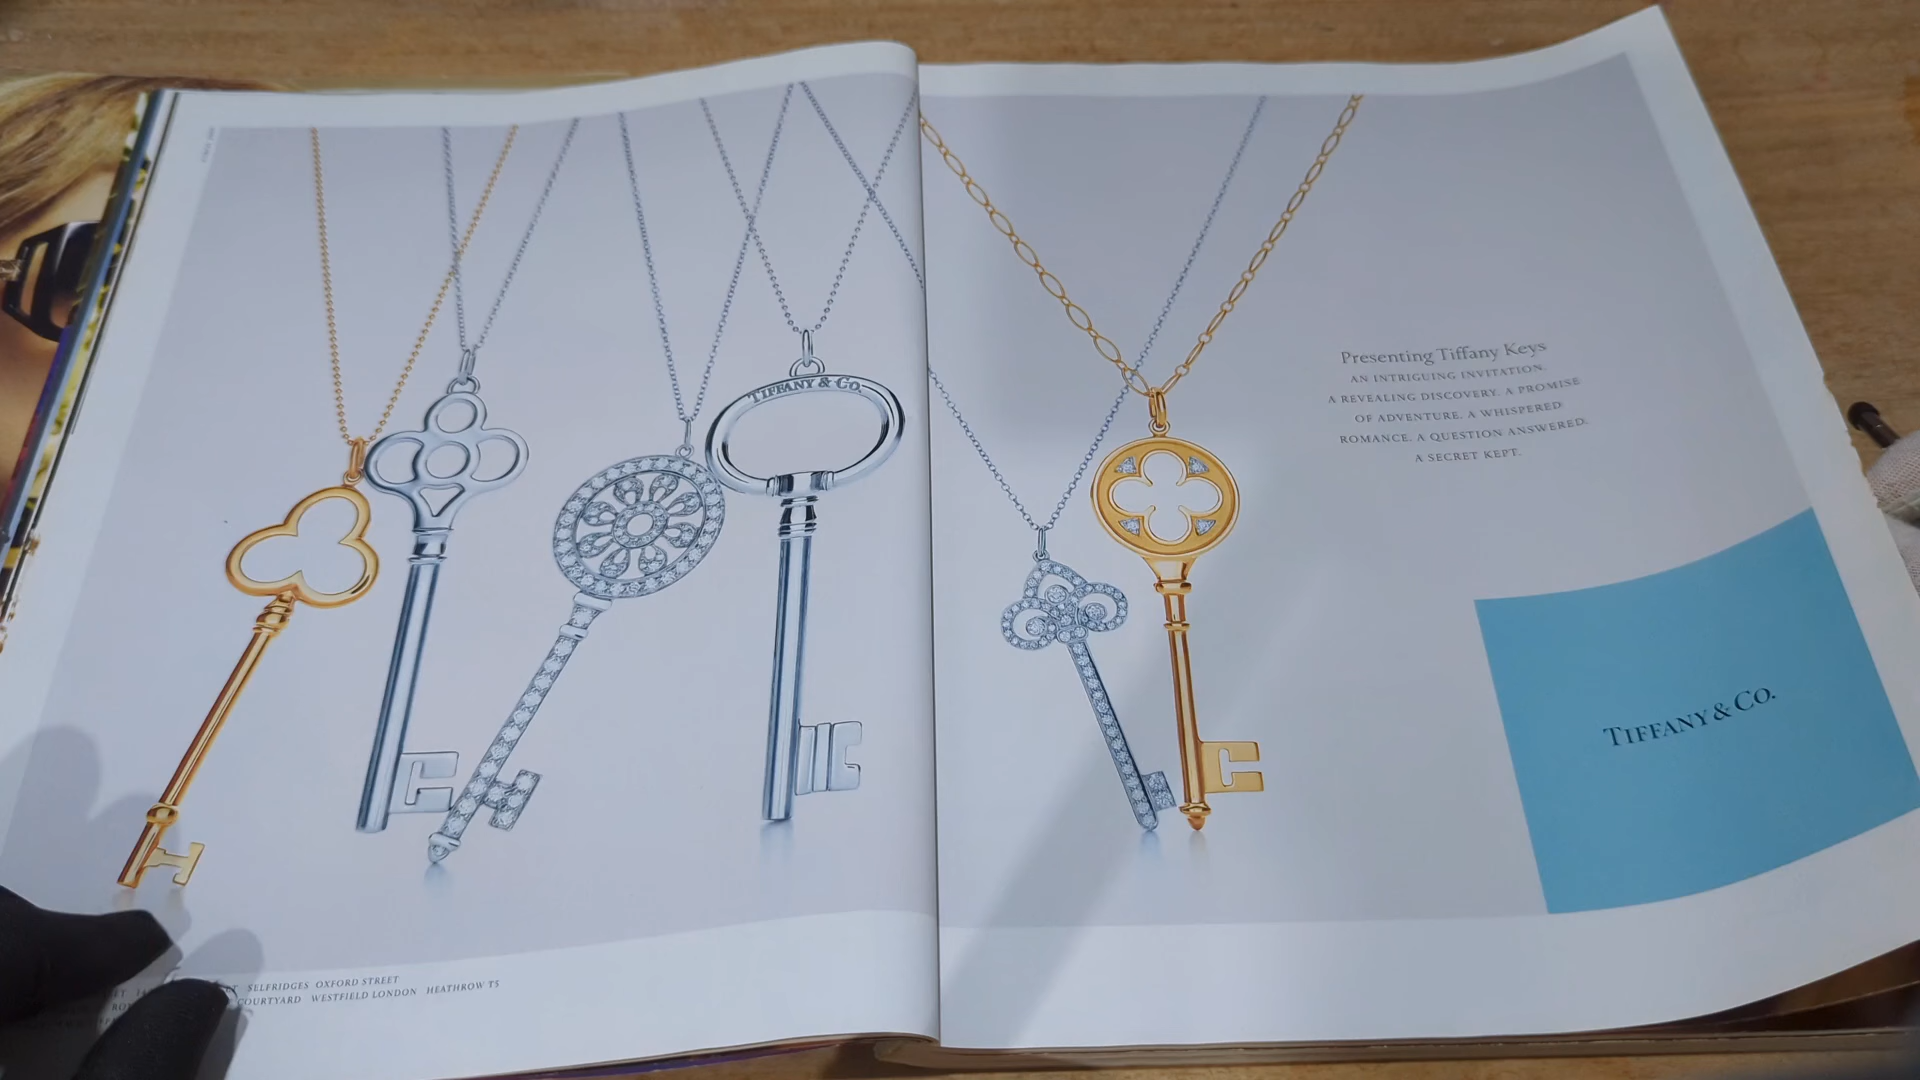 TIFFANY & CO.
Presenting Tiffany Keys
AN INTRIGUING INVITATION.
A REVEALING DISCOVERY. A PROMISE
OF ADVENTURE. A WHISPERED
ROMANCE. A QUESTION ANSWERED.
A SECRET KEPT.
TIFFANY & CO.
SELFRIDGES OXFORD STREET
COURTYARD WESTFIELD LONDON HEATHROW T5